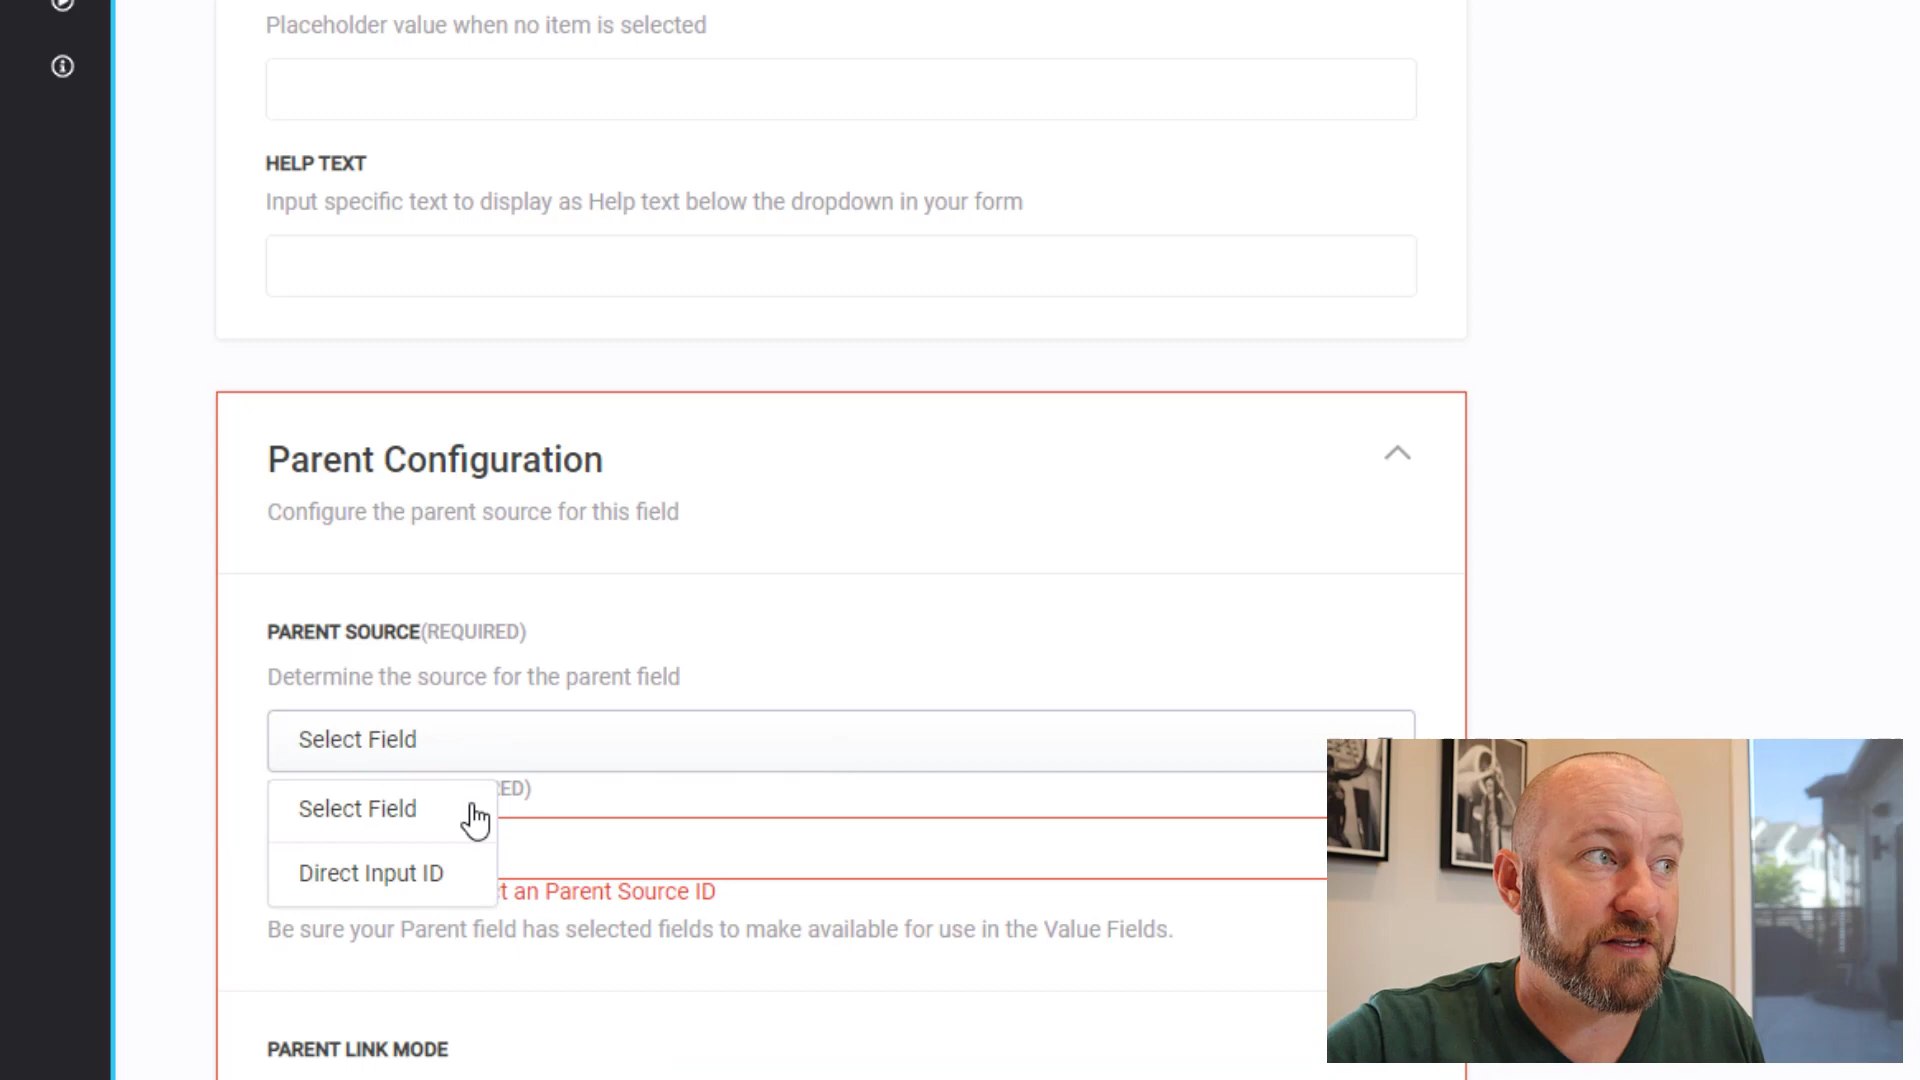 Placeholder value when no item is selected
HELP TEXT
Input specific text to display as Help text below the dropdown in your form
Parent Configuration
Configure the parent source for this field
PARENT SOURCE(REQUIRED)
Determine the source for the parent field
Select Field
Select Field
Direct Input ID
an Parent Source ID
Be sure your Parent field has selected fields to make available for use in the Value Fields.
PARENT LINK MODE